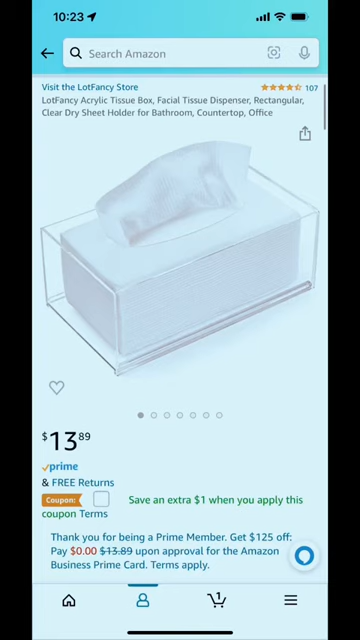 10:23
Search Amazon
Visit the LotFancy Store
107
LotFancy Acrylic Tissue Box, Facial Tissue Dispenser, Rectangular,
Clear Dry Sheet Holder for Bathroom, Countertop, Office
$13 89
prime
& FREE Returns
Coupon: Save an extra $1 when you apply this
coupon Terms
Thank you for being a Prime Member. Get $125 off:
Pay $0.00 $13.89 upon approval for the Amazon
Business Prime Card. Terms apply.
1